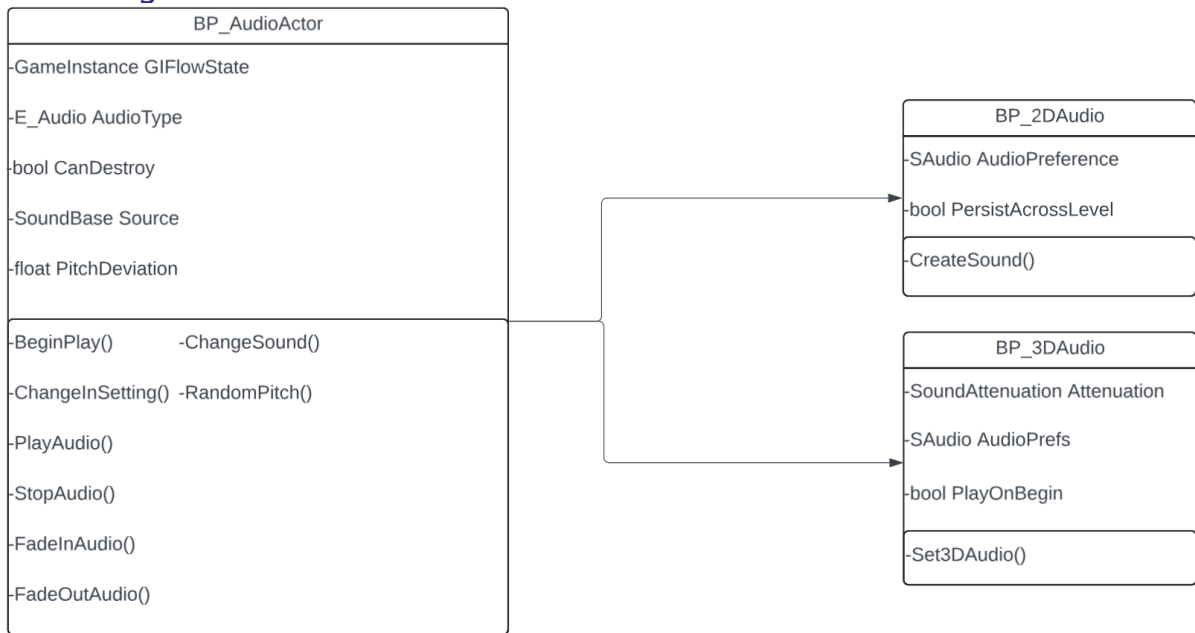 BP_AudioActor
-GameInstance GIFlowState
-E_Audio AudioType
-bool CanDestroy
-SoundBase Source
-float PitchDeviation
-BeginPlay() -ChangeSound()
-ChangeInSetting() -RandomPitch()
-PlayAudio()
-StopAudio()
-FadeInAudio()
-FadeOutAudio()
BP_2DAudio
-SAudio AudioPreference
-bool PersistAcrossLevel
-CreateSound()
BP_3DAudio
-SoundAttenuation Attenuation
-SAudio AudioPrefs
-bool PlayOnBegin
-Set3DAudio()